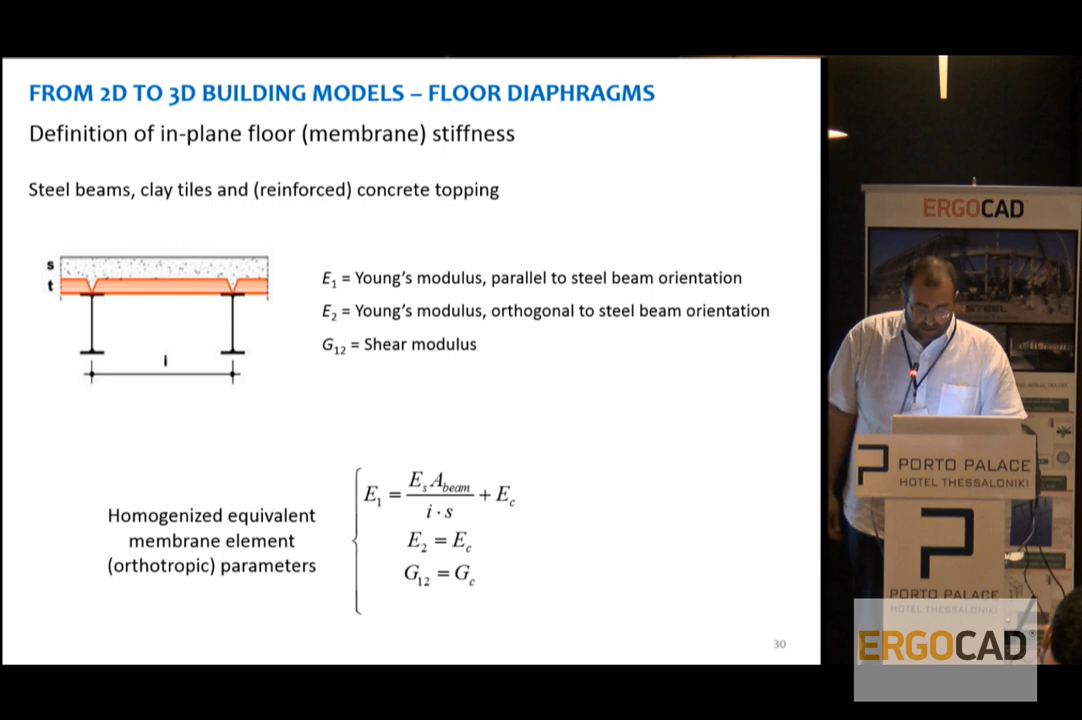 FROM 2D TO 3D BUILDING MODELS – FLOOR DIAPHRAGMS
Definition of in-plane floor (membrane) stiffness
Steel beams, clay tiles and (reinforced) concrete topping
s
t
i
E₁ = Young's modulus, parallel to steel beam orientation
E₂ = Young's modulus, orthogonal to steel beam orientation
G₁₂ = Shear modulus
Homogenized equivalent
membrane element
(orthotropic) parameters
E₁ = EₛA_beam / i · s + E_c
E₂ = E_c
G₁₂ = G_c
30
ERGOCAD
STEEL
PORTO PALACE
HOTEL THESSALONIKI
PORTO PALACE
HOTEL THESSALONIKI
ERGOCAD